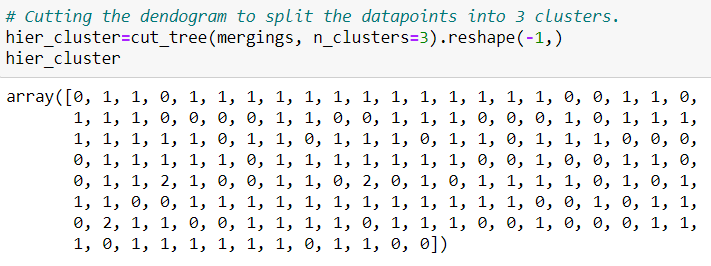 # Cutting the dendogram to split the datapoints into 3 clusters.
hier_cluster=cut_tree(mergings, n_clusters=3).reshape(-1,)
hier_cluster
array([0, 1, 1, 0, 1, 1, 1, 1, 1, 1, 1, 1, 1, 1, 1, 1, 1, 0, 0, 1, 1, 0,
1, 1, 1, 0, 0, 0, 0, 1, 1, 0, 0, 1, 1, 1, 0, 0, 0, 1, 0, 1, 1, 1,
1, 1, 1, 1, 1, 0, 1, 1, 0, 1, 1, 1, 0, 1, 1, 0, 1, 1, 1, 0, 0, 0,
0, 1, 1, 1, 1, 1, 0, 1, 1, 1, 1, 1, 1, 1, 0, 0, 1, 0, 0, 1, 1, 0,
0, 1, 1, 2, 1, 0, 0, 1, 1, 0, 2, 0, 1, 0, 1, 1, 1, 1, 0, 1, 0, 1,
1, 1, 0, 0, 1, 1, 1, 1, 1, 1, 1, 1, 1, 1, 1, 1, 0, 0, 1, 0, 1, 1,
0, 2, 1, 1, 0, 0, 1, 1, 1, 1, 0, 1, 1, 1, 0, 0, 1, 0, 0, 0, 1, 1,
1, 0, 1, 1, 1, 1, 1, 1, 0, 1, 1, 0, 0])